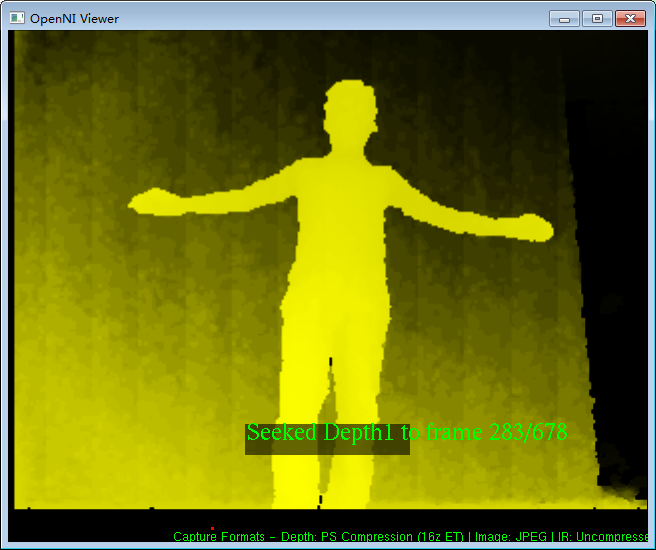 OpenNI Viewer
Seeked Depth1 to frame 283/678
Capture Formats - Depth: PS Compression (16z ET) | Image: JPEG | IR: Uncompresse